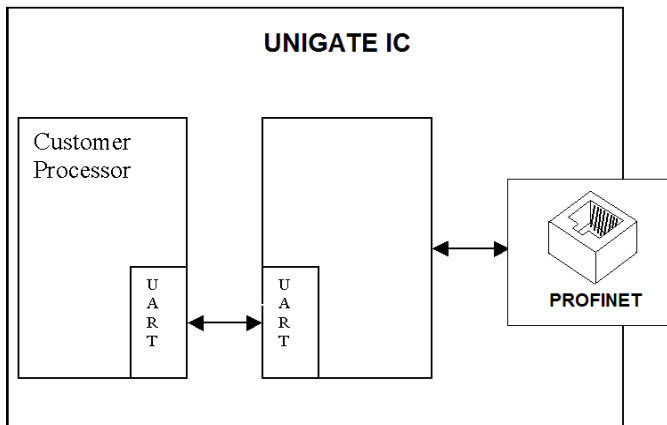 UNIGATE IC
Customer
Processor
U
A
R
T
U
A
R
T
PROFINET